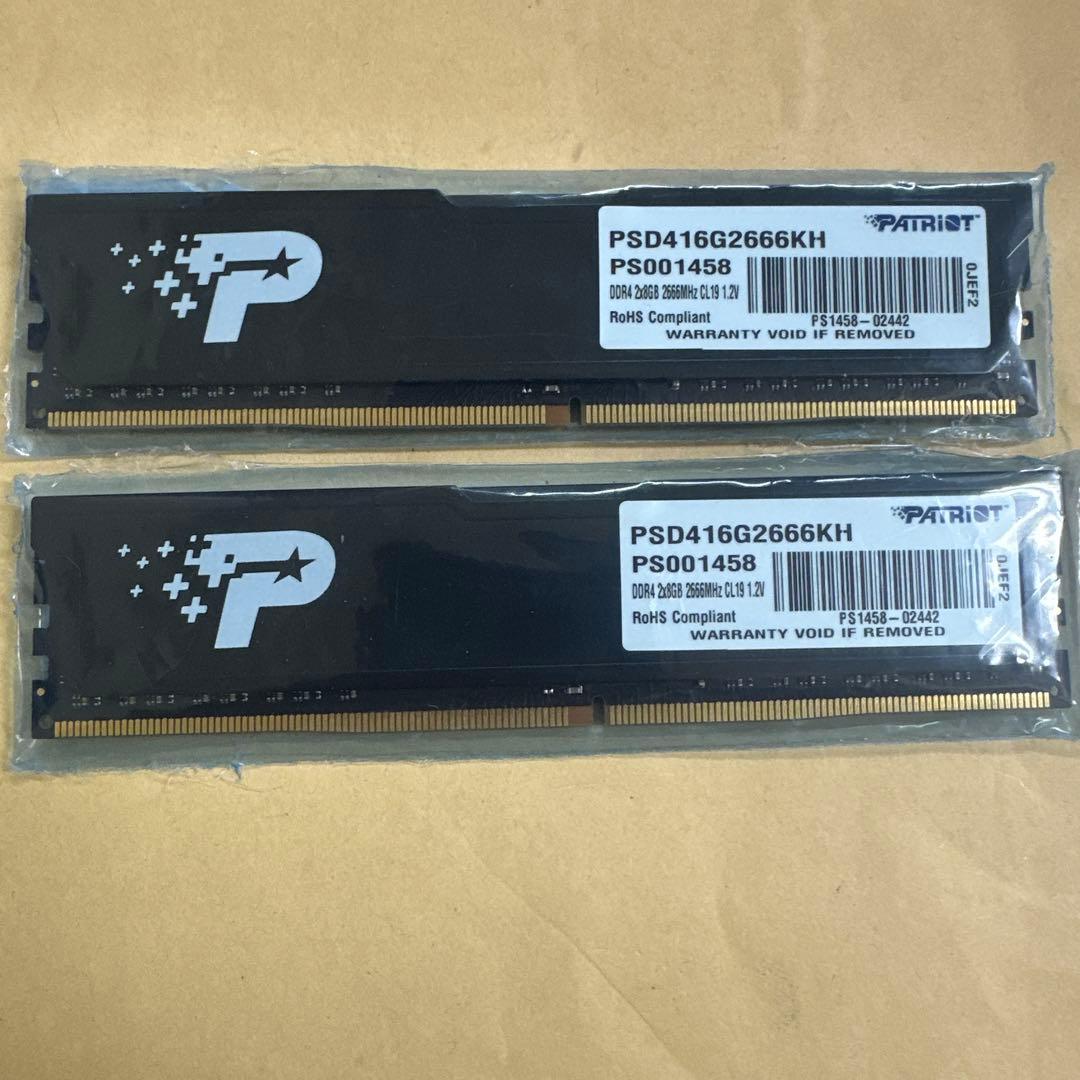 PATRIOT
PSD416G2666KH
PS001458
DDR4 2x8GB 2666MHz CL19 1.2V
0JEF2
RoHS Compliant
PS1458-02442
WARRANTY VOID IF REMOVED
PATRIOT
PSD416G2666KH
PS001458
DDR4 2x8GB 2666MHz CL19 1.2V
0JEF2
RoHS Compliant
PS1458-02442
WARRANTY VOID IF REMOVED